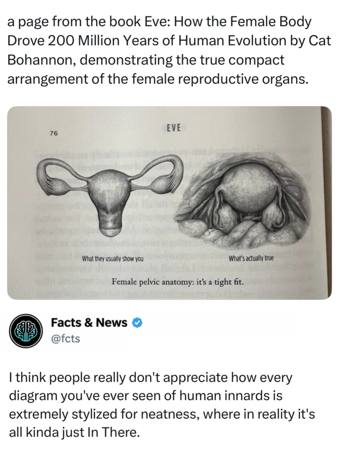 a page from the book Eve: How the Female Body
Drove 200 Million Years of Human Evolution by Cat
Bohannon, demonstrating the true compact
arrangement of the female reproductive organs.
76
EVE
What they usually show you
What's actually true
Female pelvic anatomy: it's a tight fit.
Facts & News
@fcts
I think people really don't appreciate how every
diagram you've ever seen of human innards is
extremely stylized for neatness, where in reality it's
all kinda just In There.